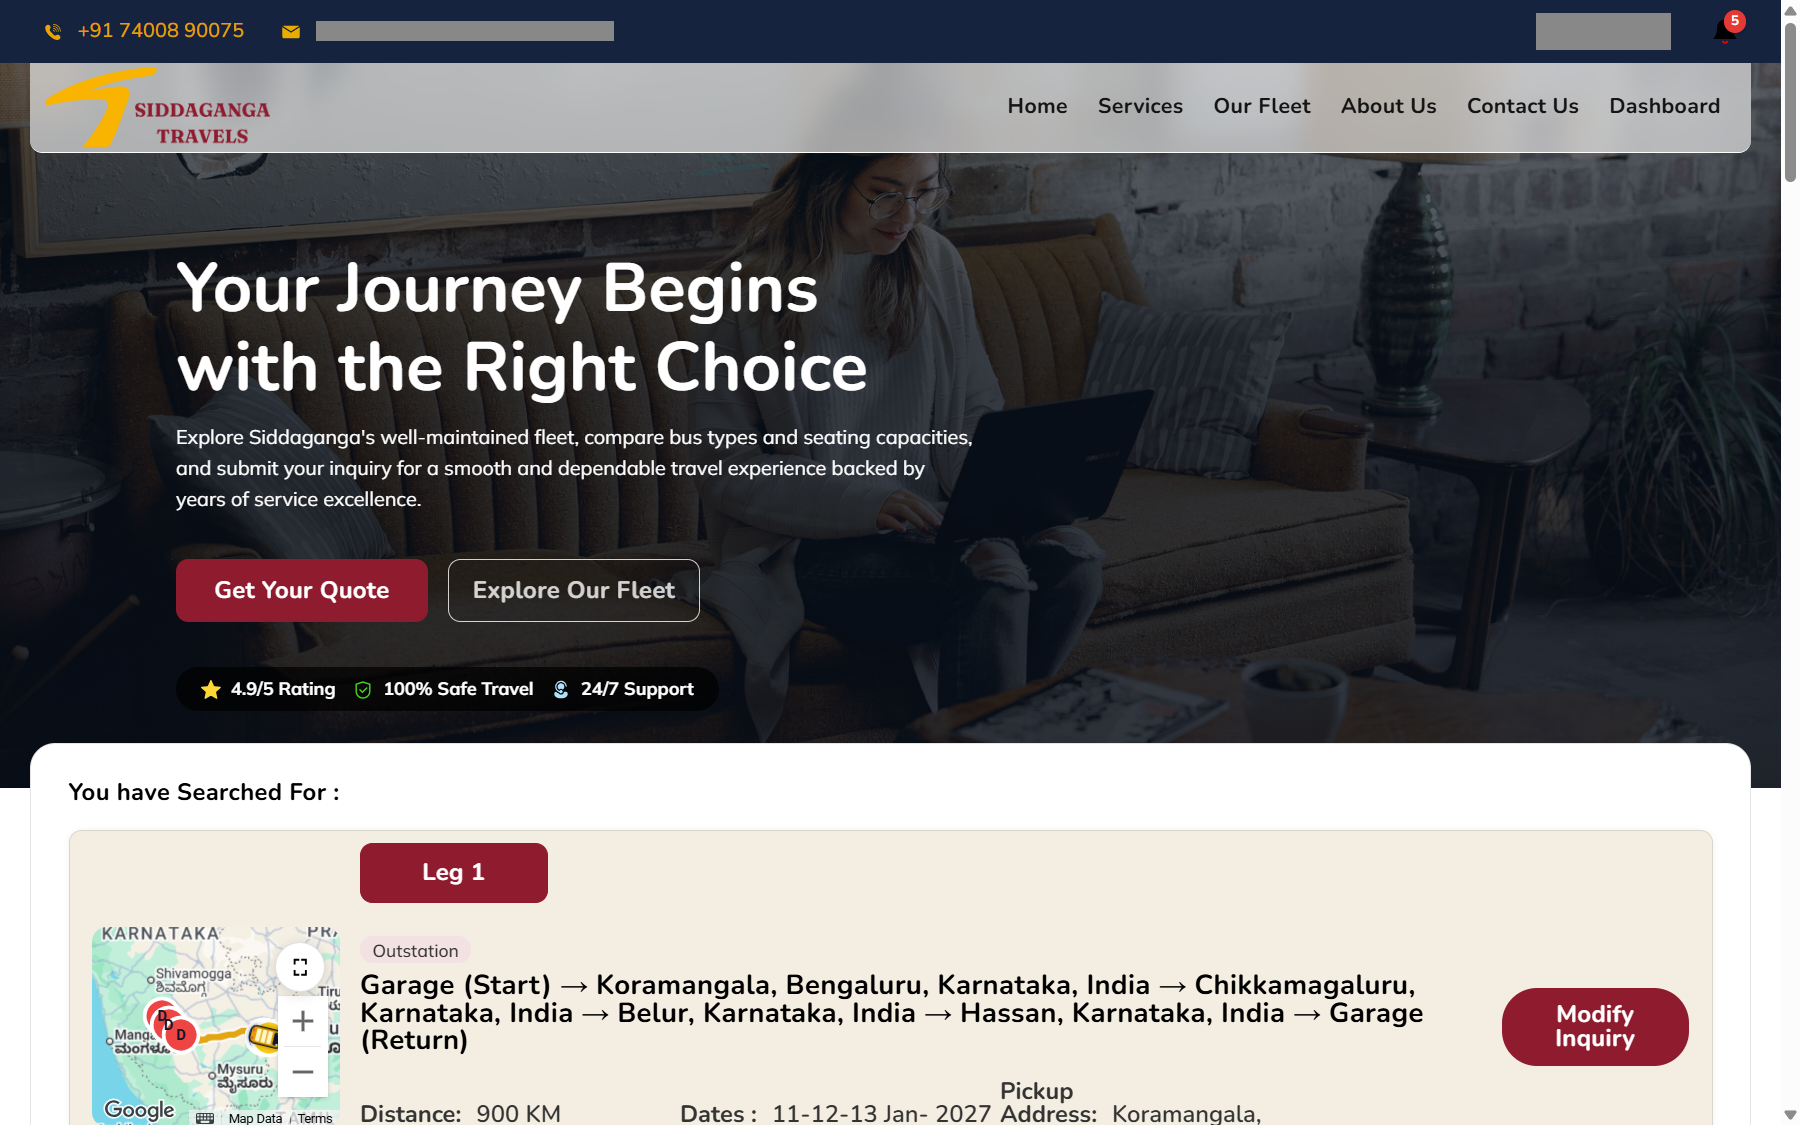 +91 74008 90075
5
SIDDAGANGA
TRAVELS
Home
Services
Our Fleet
About Us
Contact Us
Dashboard
Your Journey Begins
with the Right Choice
Explore Siddaganga's well-maintained fleet, compare bus types and seating capacities,
and submit your inquiry for a smooth and dependable travel experience backed by
years of service excellence.
Get Your Quote
Explore Our Fleet
4.9/5 Rating
100% Safe Travel
24/7 Support
You have Searched For :
Leg 1
KARNATAKA
Shivamogga
ಶಿವಮೊಗ್ಗ
D
D
D
Mysuru
ಮೈಸೂರು
Google
Map Data
Terms
Outstation
Garage (Start) → Koramangala, Bengaluru, Karnataka, India → Chikkamagaluru,
Karnataka, India → Belur, Karnataka, India → Hassan, Karnataka, India → Garage
(Return)
Modify
Inquiry
Distance: 900 KM
Dates : 11-12-13 Jan- 2027
Pickup
Address: Koramangala,